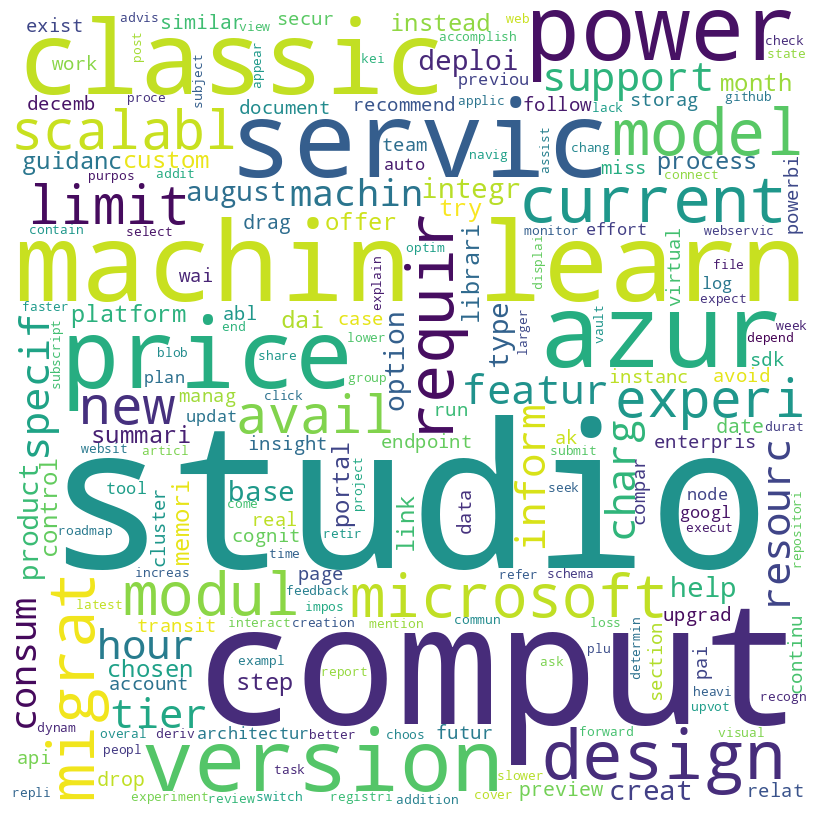 exist
advis
similar
view
secur
web
accomplish
power
classic
post
work
subject
appear
kei
instead
deploi
previou
check
state
support
month
decemb
proce
document
recommend
applic
follow
lack
storag
github
scalabl
servic
model
guidanc
custom
team
auto
navig
assist
chang
miss
process
connect
purpos
addit
august
machin
integr
current
powerbi
limit
drag
offer
try
contain
select
optim
monitor
effort
webservic
displai
machin learn
wai
explain
requir
librari
virtual
log
file
expect
faster
platform
abl
end
dai
case
type
larger
azur
vault
sdk
depend
week
specif
subscript
price
blob
share
lower
group
option
featur
instanc
avoid
experi
plan
click
manag
run
new
updat
avail
date
durat
summari
insight
endpoint
inform
ak
submit
charg
compar
enterpris
resourc
repositori
websit
articl
studio
product
control
tool
cluster
memori
base
real
cognit
portal
project
link
data
seek
node
googl
execut
roadmap
come
time
retir
increas
page
refer
schema
feedback
impos
migrat
latest
modul
microsoft
help
consum
transit
interact
creation
mention
commun
loss
upgrad
hour
comput
chosen
account
exampl
report
step
ask
plu
determin
section
pai
heavi
upvot
recogn
continu
tier
dynam
peopl
overal
deriv
architectur
better
choos
futur
forward
visual
api
version
task
slower
design
drop
repli
experiment
review
switch
registri
addition
cover
preview
creat
relat